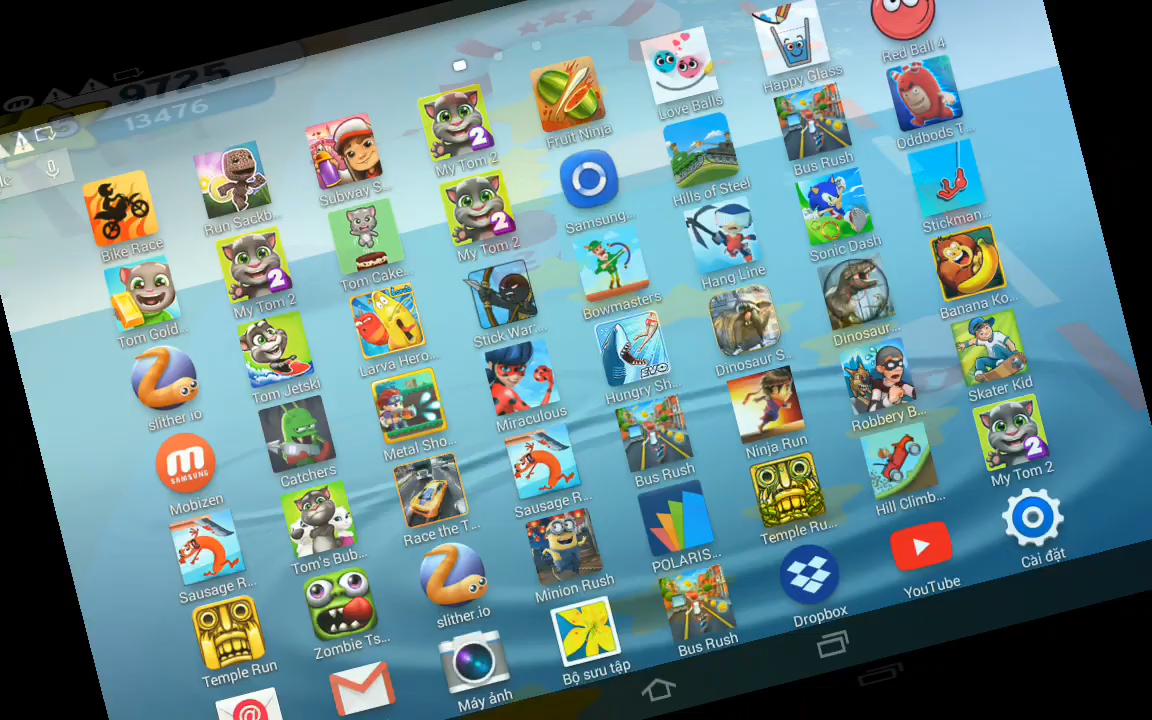 9725
13476
Bike Race
Run Sackb...
Subway S...
My Tom 2
Fruit Ninja
Love Balls
Happy Glass
Red Ball 4
Tom Gold...
My Tom 2
Tom Cake...
My Tom 2
Samsung...
Hills of Steel
Bus Rush
Oddbods T...
slither.io
Tom Jetski
Larva Hero...
Stick War:...
Bowmasters
Hang Line
Sonic Dash
Stickman...
SAMSUNG
Mobizen
Catchers
Metal Sho...
Miraculous
EVO
Hungry Sh...
Dinosaur S...
Dinosaur...
Banana Ko...
Sausage R...
Tom's Bub...
Race the T...
Sausage R...
Bus Rush
Ninja Run
Robbery B...
Skater Kid
Temple Run
Zombie Ts...
slither.io
Minion Rush
POLARIS...
Temple Ru...
Hill Climb...
My Tom 2
Máy ảnh
Bộ sưu tập
Bus Rush
Dropbox
YouTube
Cài đặt